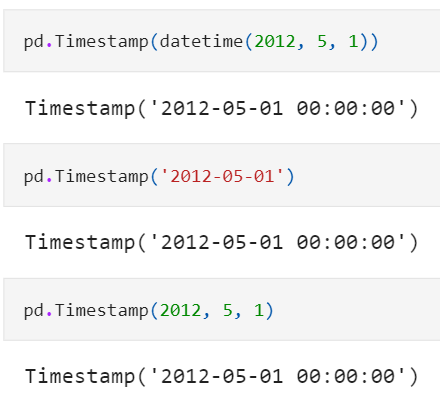 pd.Timestamp(datetime(2012, 5, 1))
Timestamp('2012-05-01 00:00:00')
pd.Timestamp('2012-05-01')
Timestamp('2012-05-01 00:00:00')
pd.Timestamp(2012, 5, 1)
Timestamp('2012-05-01 00:00:00')